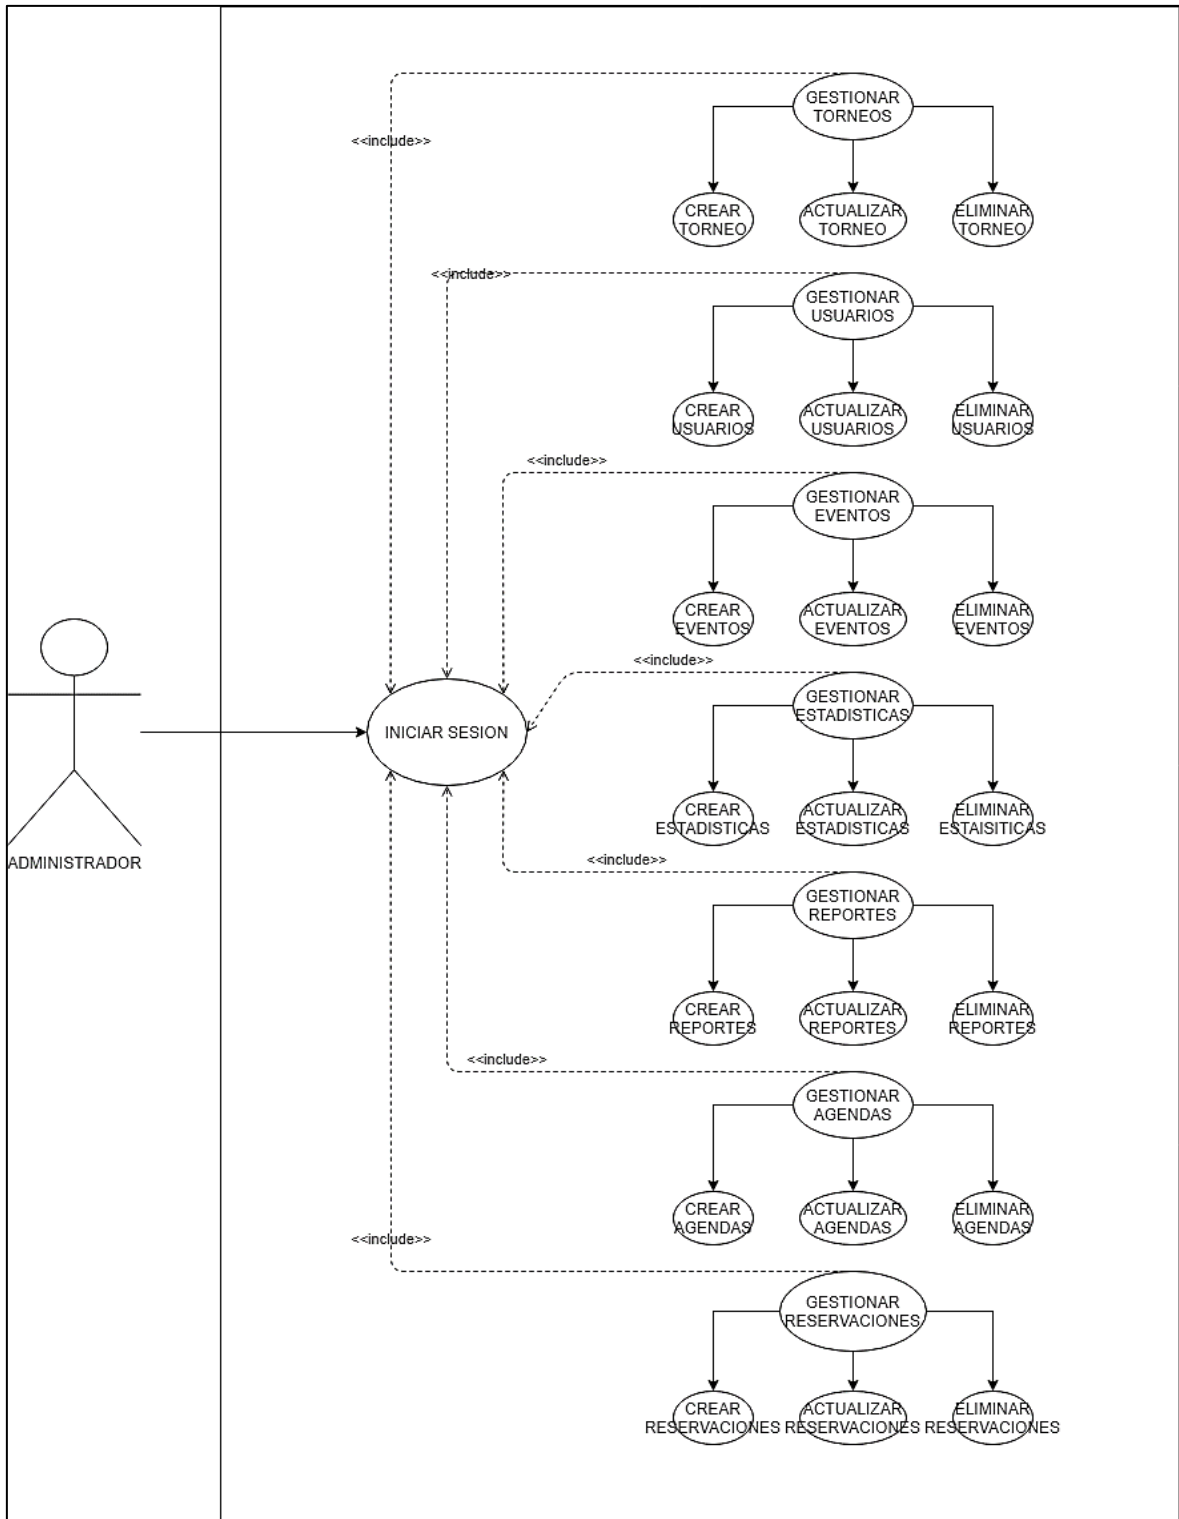 GESTIONAR
TORNEOS
<<include>>
CREAR
TORNEO
ACTUALIZAR
TORNEO
ELIMINAR
TORNEO
<<include>>
GESTIONAR
USUARIOS
CREAR
USUARIOS
ACTUALIZAR
USUARIOS
ELIMINAR
USUARIOS
<<include>>
GESTIONAR
EVENTOS
CREAR
EVENTOS
ACTUALIZAR
EVENTOS
ELIMINAR
EVENTOS
<<include>>
GESTIONAR
ESTADISTICAS
INICIAR SESION
CREAR
ESTADISTICAS
ACTUALIZAR
ESTADISTICAS
ELIMINAR
ESTAISITICAS
ADMINISTRADOR
<<include>>
GESTIONAR
REPORTES
CREAR
REPORTES
ACTUALIZAR
REPORTES
ELIMINAR
REPORTES
<<include>>
GESTIONAR
AGENDAS
CREAR
AGENDAS
ACTUALIZAR
AGENDAS
ELIMINAR
AGENDAS
<<include>>
GESTIONAR
RESERVACIONES
CREAR
RESERVACIONES
ACTUALIZAR
RESERVACIONES
ELIMINAR
RESERVACIONES